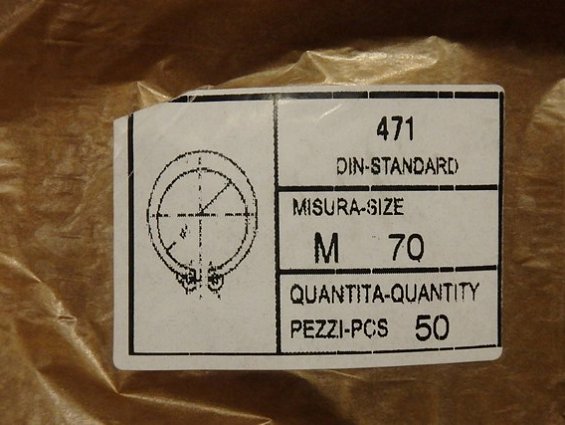 471
DIN-STANDARD
MISURA-SIZE
M 70
QUANTITA-QUANTITY
PEZZI-PCS 50